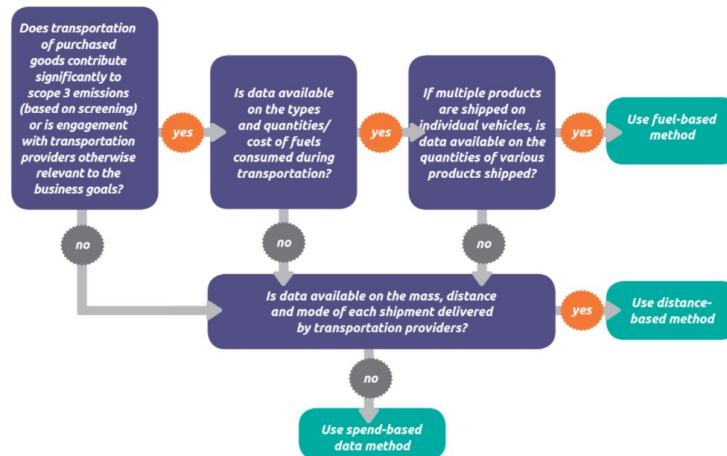 Does transportation
of purchased
goods contribute
significantly to
scope 3 emissions
(based on screening)
or is engagement
with transportation
providers otherwise
relevant to the
business goals?
yes
Is data available
on the types
and quantities/
cost of fuels
consumed during
transportation?
yes
If multiple products
are shipped on
individual vehicles, is
data available on the
quantities of various
products shipped?
yes
Use fuel-based
method
no
no
no
Is data available on the mass, distance
and mode of each shipment delivered
by transportation providers?
yes
Use distance-
based method
no
Use spend-based
data method